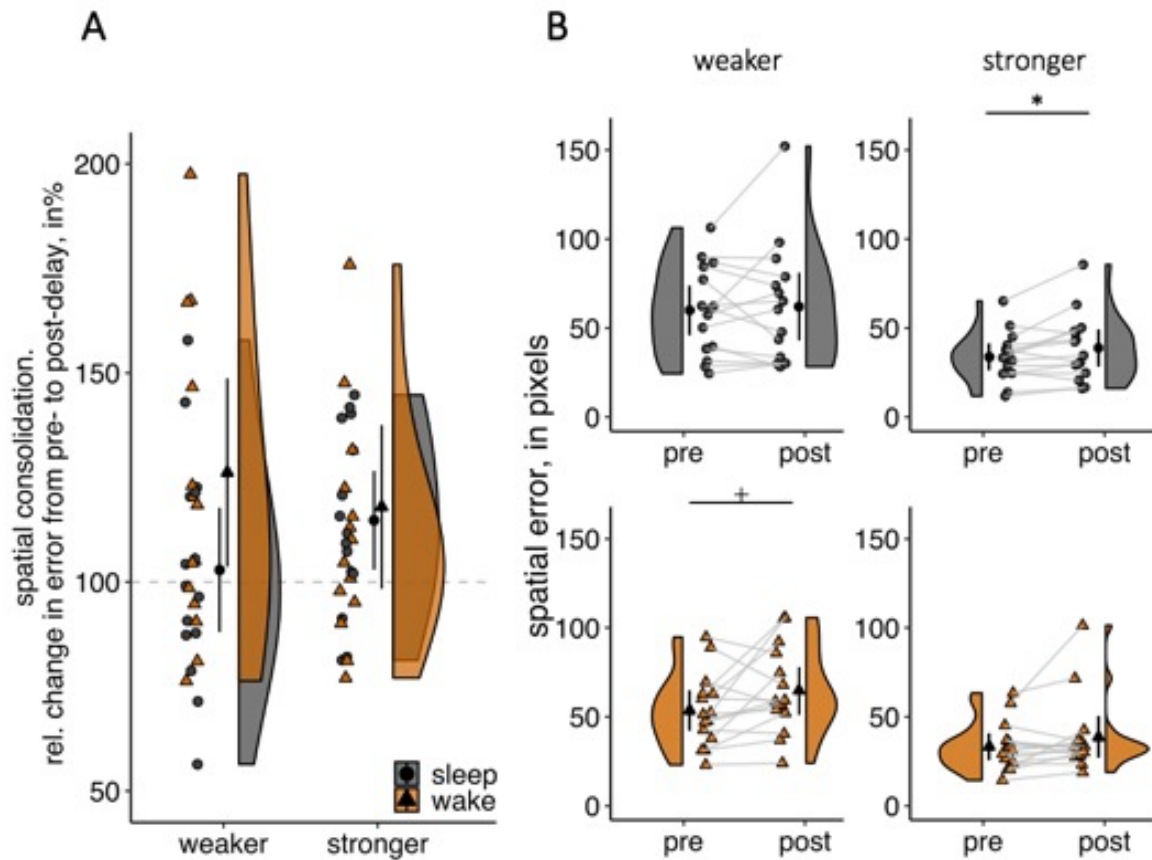 A
spatial consolidation.
rel. change in error from pre- to post-delay, in%
200
150
100
50
weaker
stronger
sleep
wake
B
weaker
stronger
*
spatial error, in pixels
150
100
50
0
pre
post
150
100
50
0
pre
post
+
150
100
50
0
pre
post
150
100
50
0
pre
post